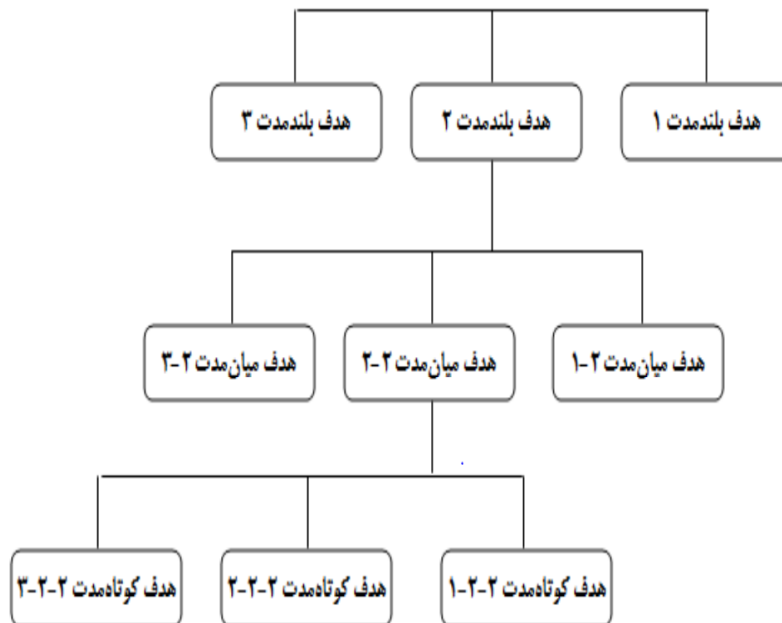 هدف بلندمدت ۱
هدف بلندمدت ۲
هدف بلندمدت ۳
هدف میان‌مدت ۲-۱
هدف میان‌مدت ۲-۲
هدف میان‌مدت ۲-۳
هدف کوتاه‌مدت ۲-۲-۱
هدف کوتاه‌مدت ۲-۲-۲
هدف کوتاه‌مدت ۲-۲-۳